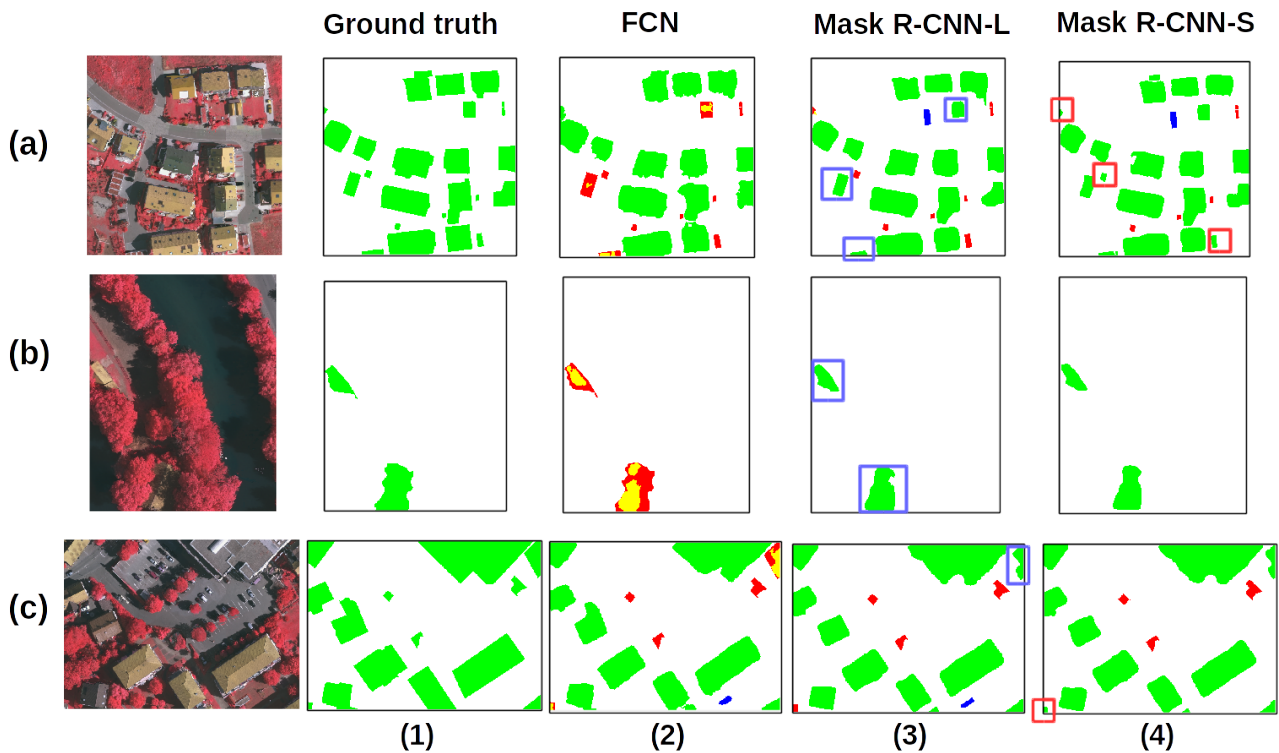 Ground truth FCN Mask R-CNN-L Mask R-CNN-S
(a)
(b)
(c)
(1) (2) (3) (4)